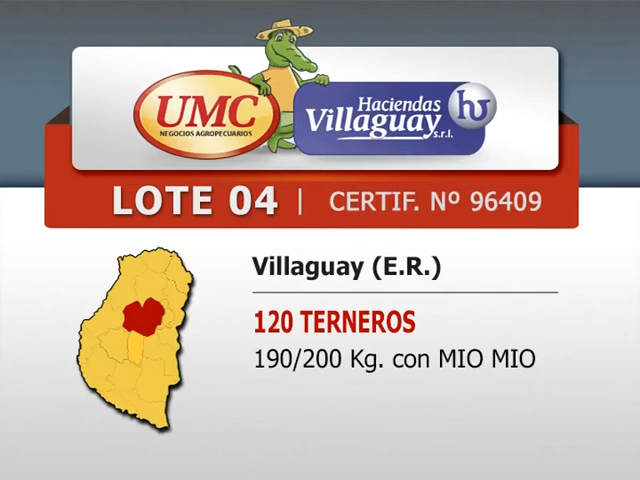 UMC
NEGOCIOS AGROPECUARIOS
Haciendas
Villaguay
s.r.l.
hv
LOTE 04 | CERTIF. Nº 96409
Villaguay (E.R.)
120 TERNEROS
190/200 Kg. con MIO MIO